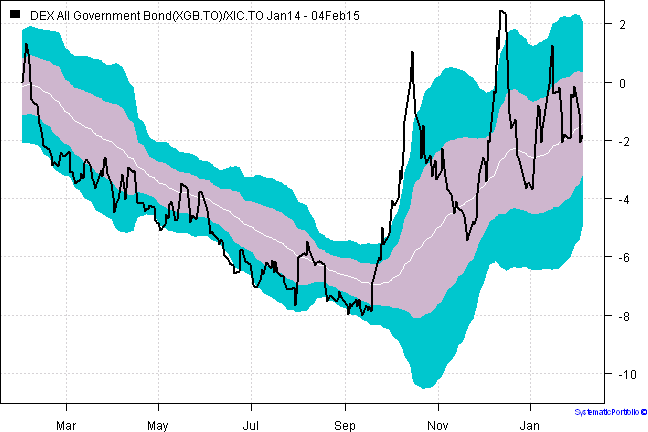 DEX All Government Bond(XGB.TO)/XIC.TO Jan14 - 04Feb15
2
0
-2
-4
-6
-8
-10
Mar May Jul Sep Nov Jan
SystematicPortfolio ©